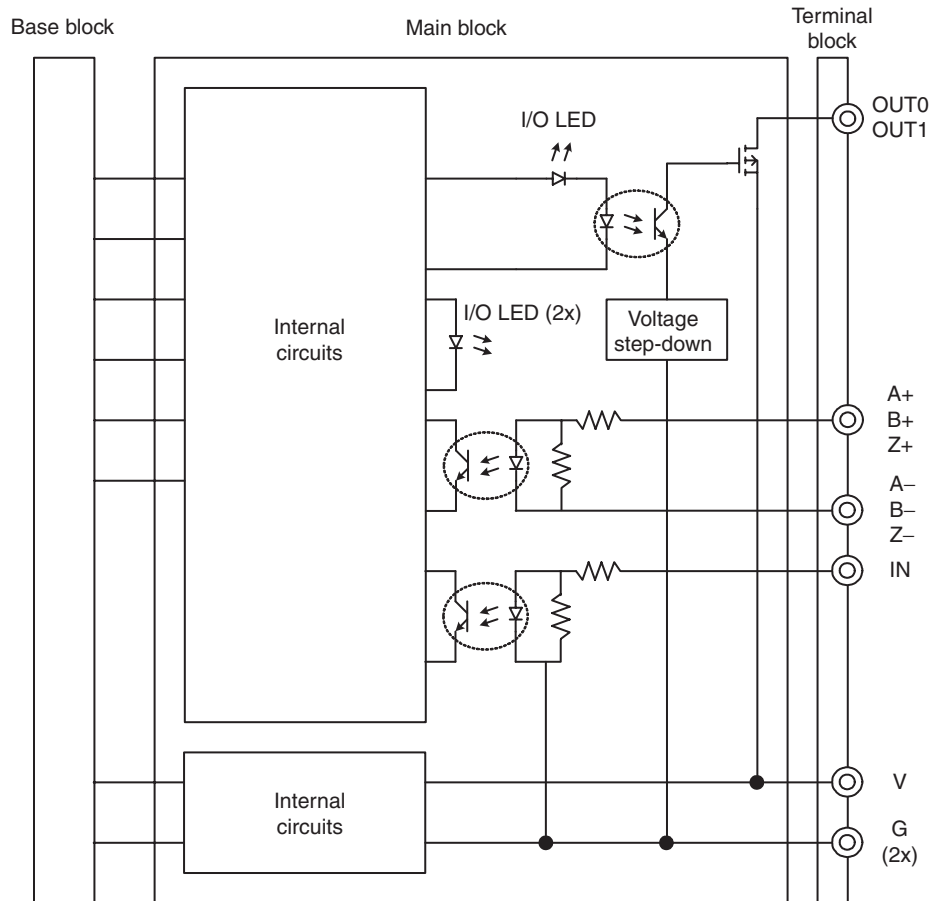 Base block
Main block
Terminal
block
OUT0
OUT1
I/O LED
I/O LED (2x)
Internal
circuits
Voltage
step-down
A+
B+
Z+
A−
B−
Z−
IN
Internal
circuits
V
G
(2x)